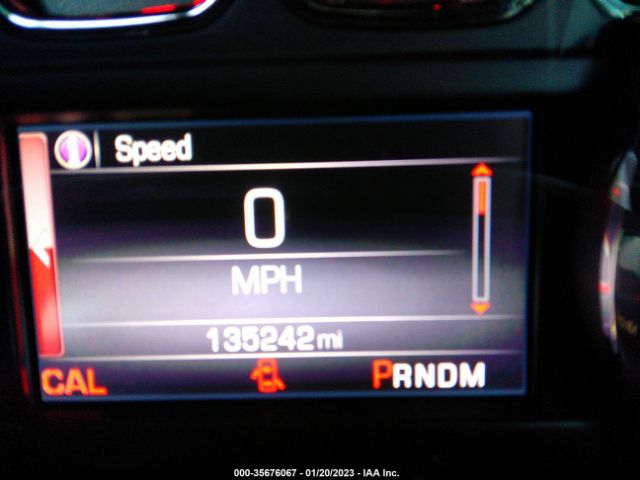 Speed
0
MPH
135242 mi
CAL
PRNDM
000-35676067 - 01/20/2023 - IAA Inc.